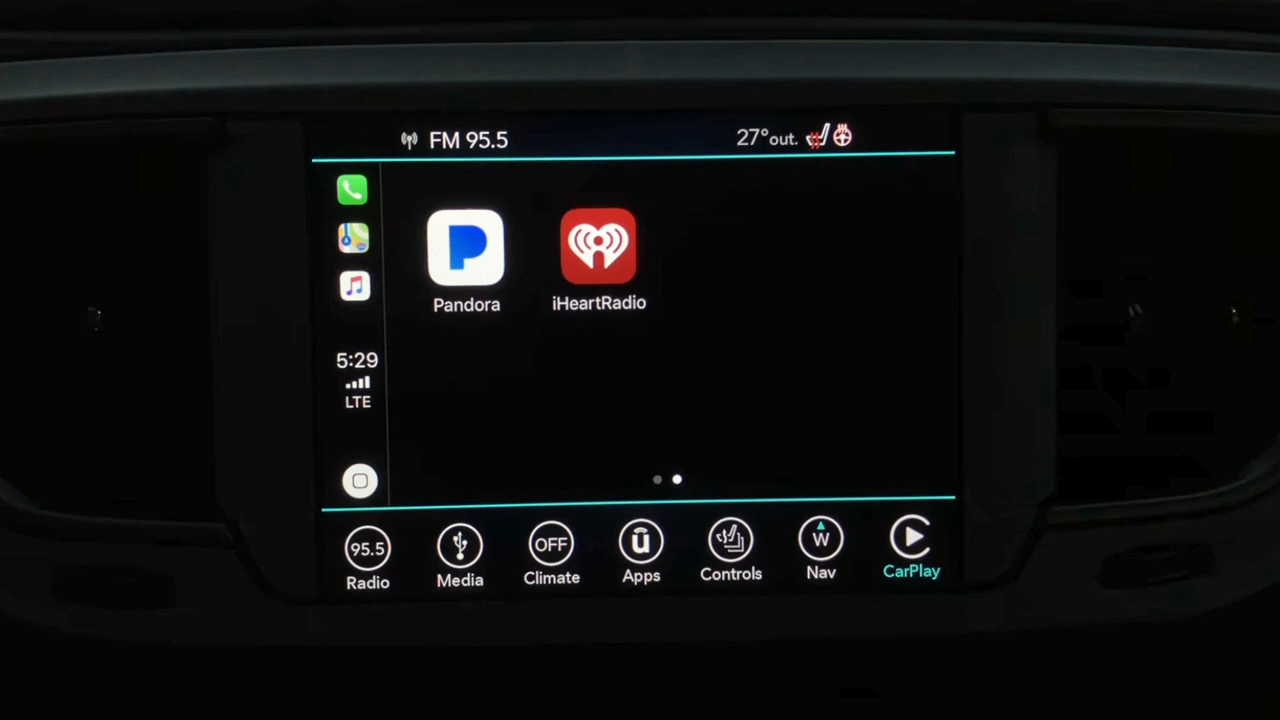 FM 95.5
27°out.
Pandora
iHeartRadio
5:29
LTE
95.5
Radio
Media
OFF
Climate
Apps
Controls
W
Nav
CarPlay